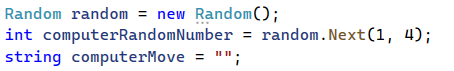 Random random = new Random();
int computerRandomNumber = random.Next(1, 4);
string computerMove = "";